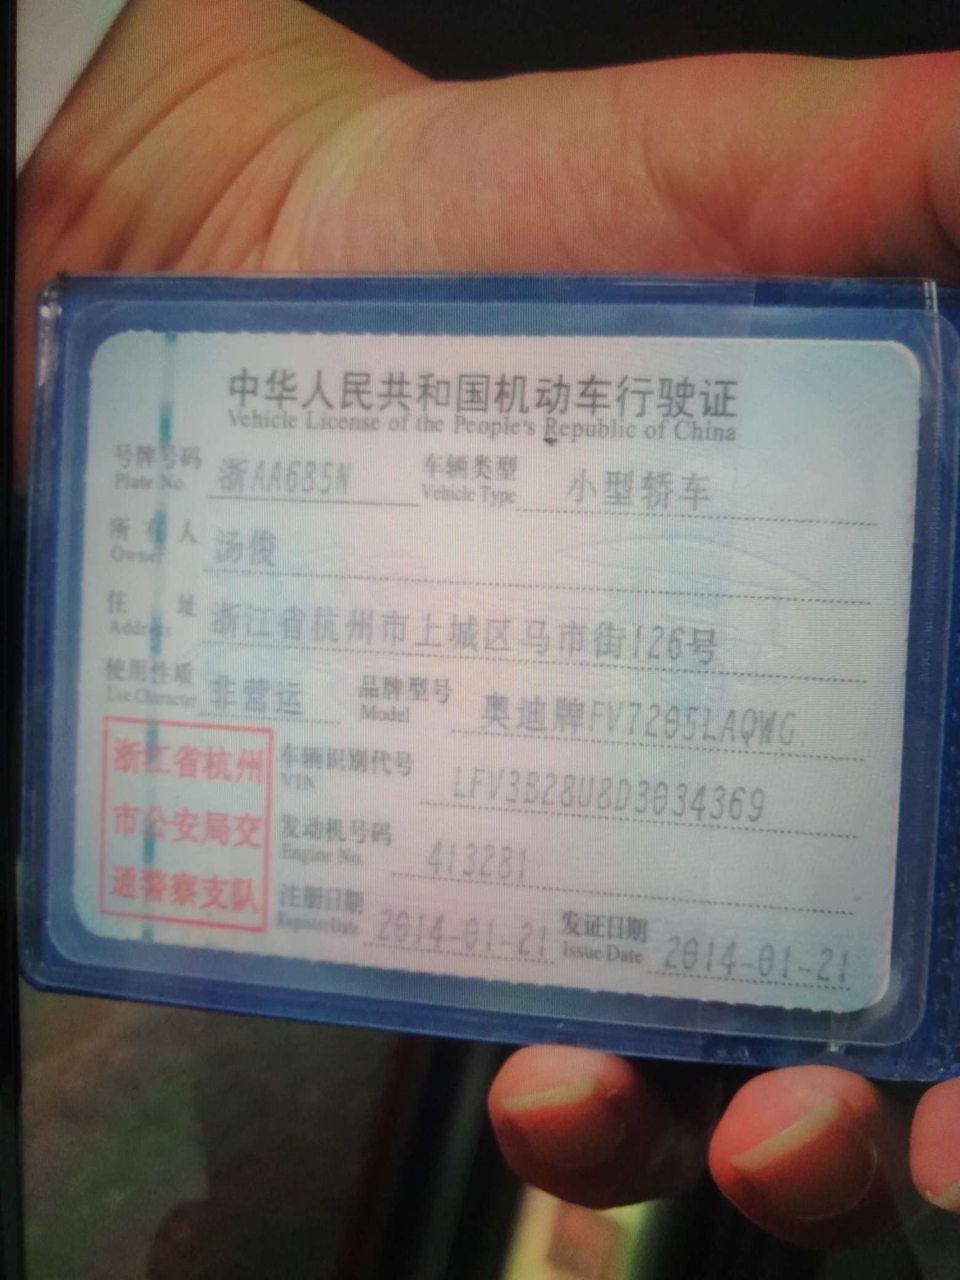 中华人民共和国机动车行驶证
Vehicle License of the People's Republic of China
号牌号码 浙AA6B5N 车辆类型 小型轿车
Plate No. Vehicle Type
所有人 汤俊
Owner
住址 浙江省杭州市上城区马市街126号
Address
使用性质 非营运 品牌型号 奥迪牌FV7205LAQWG
Use Character Model
浙江省杭州
市公安局交
通警察支队
车辆识别代号 LFV3B28U8D3034369
VIN
发动机号码 413281
Engine No.
注册日期 2014-01-21 发证日期 2014-01-21
Register Date Issue Date